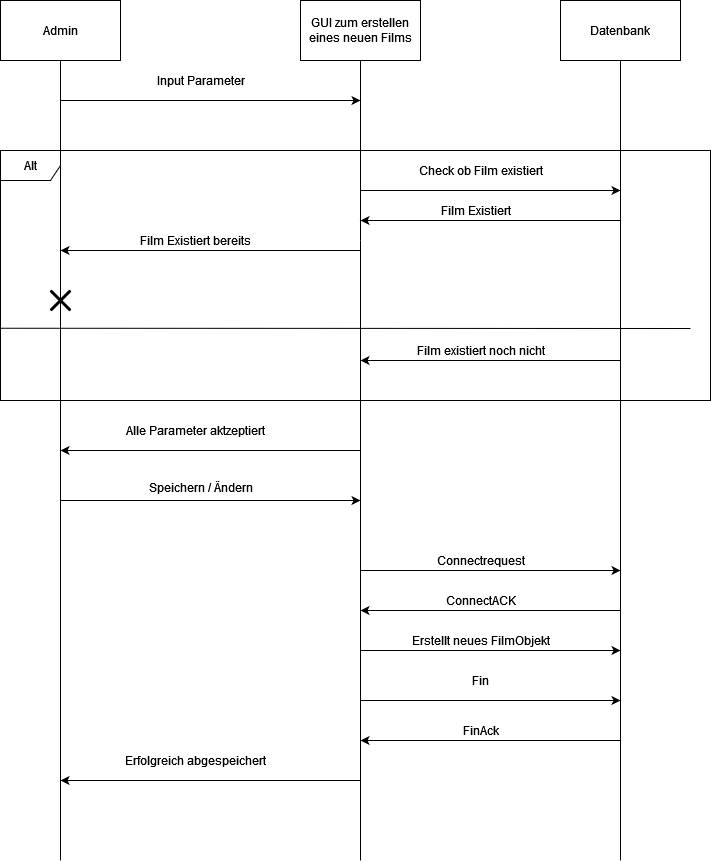 Admin
GUI zum erstellen
eines neuen Films
Datenbank
Input Parameter
Alt
Check ob Film existiert
Film Existiert
Film Existiert bereits
Film existiert noch nicht
Alle Parameter aktzeptiert
Speichern / Ändern
Connectrequest
ConnectACK
Erstellt neues FilmObjekt
Fin
FinAck
Erfolgreich abgespeichert